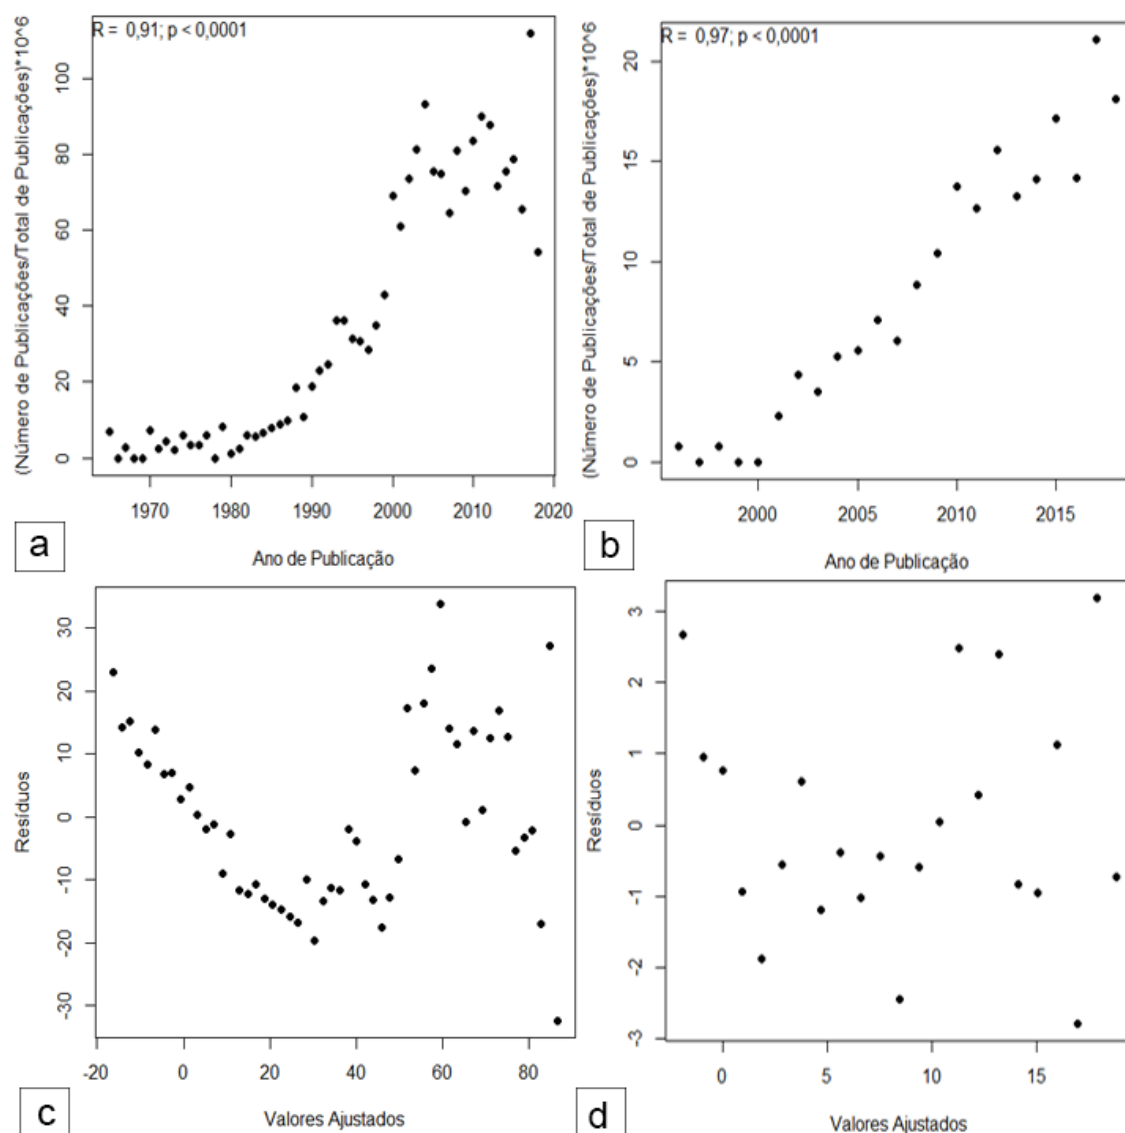 R = 0,91; p < 0,0001
(Número de Publicações/Total de Publicações)*10^6
0 20 40 60 80 100
1970 1980 1990 2000 2010 2020
Ano de Publicação
a
R = 0,97; p < 0,0001
(Número de Publicações/Total de Publicações)*10^6
0 5 10 15 20
2000 2005 2010 2015
Ano de Publicação
b
Resíduos
-30 -20 -10 0 10 20 30
-20 0 20 40 60 80
Valores Ajustados
c
Resíduos
-3 -2 -1 0 1 2 3
0 5 10 15
Valores Ajustados
d